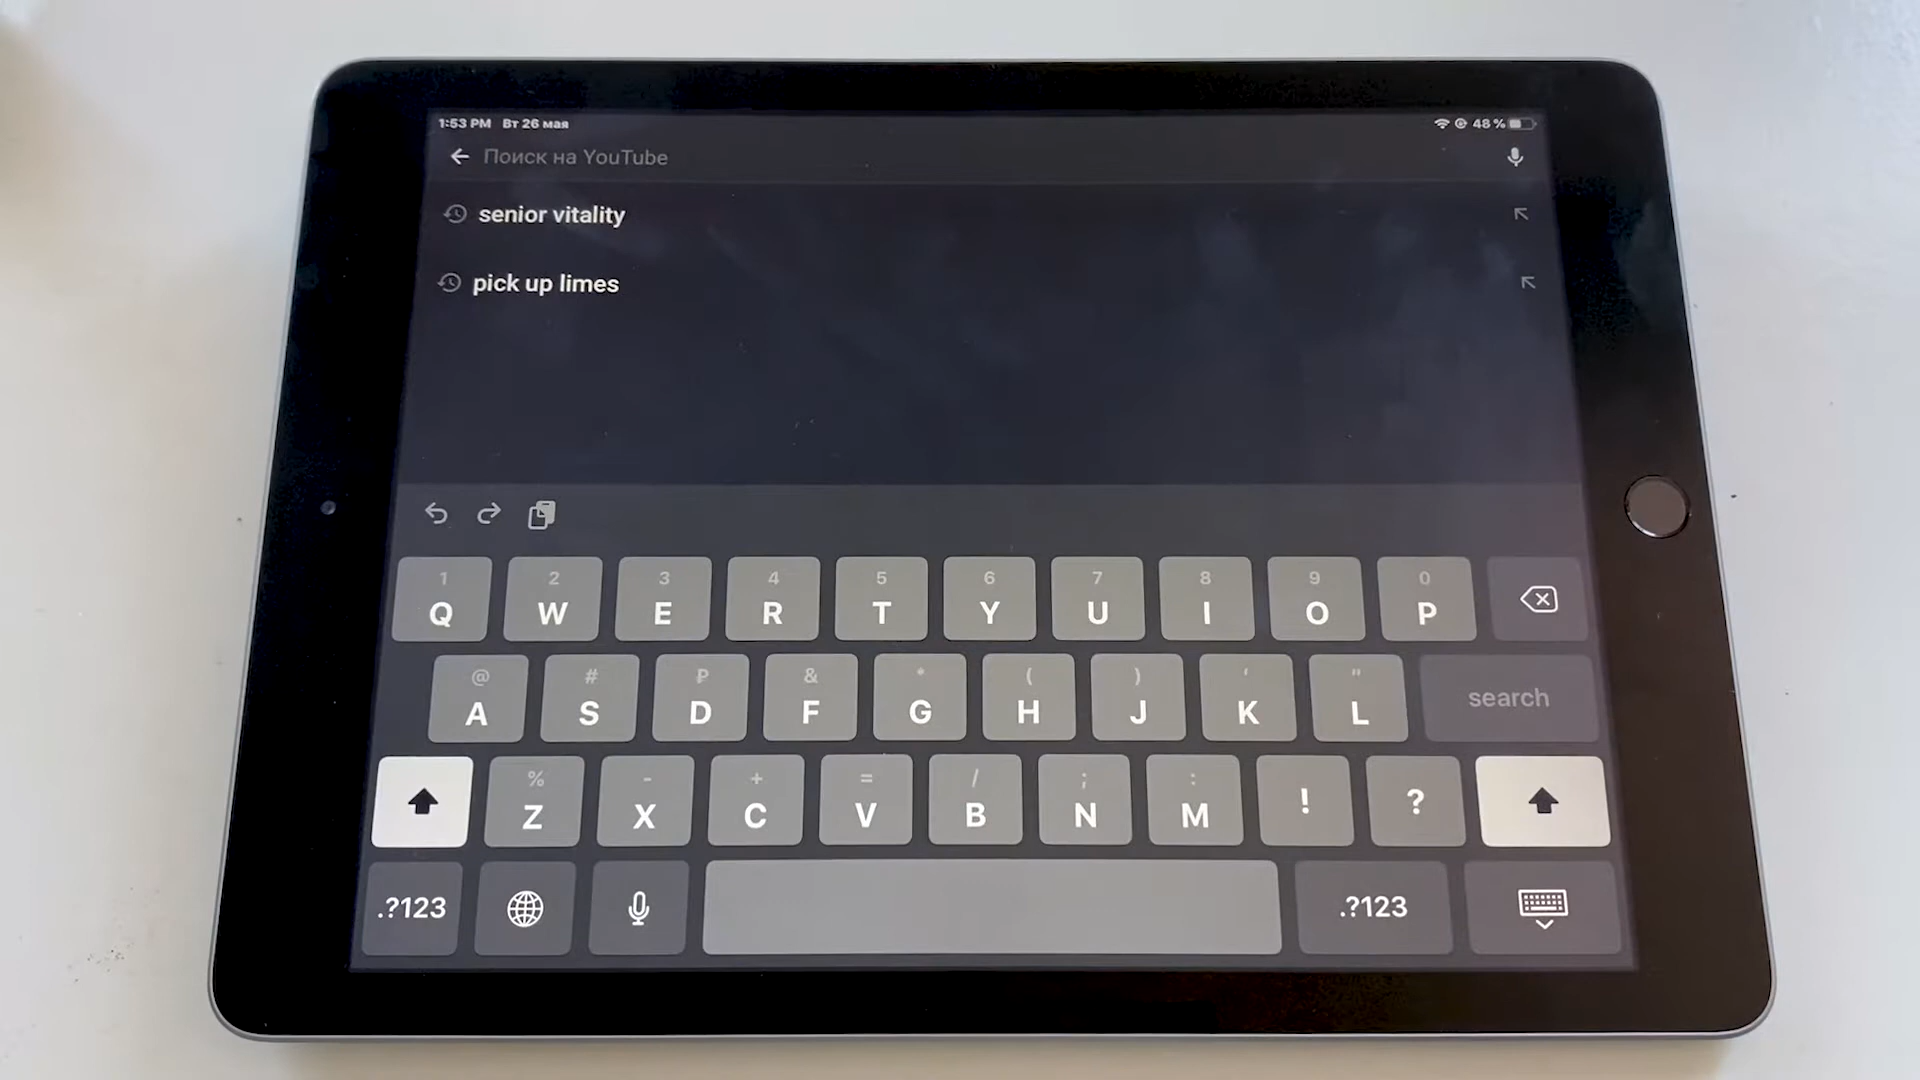 1:53 PM Вт 26 мая 48 %
Поиск на YouTube
senior vitality
pick up limes
1 2 3 4 5 6 7 8 9 0
Q W E R T Y U I O P
@ # ₽ & * ( ) ' "
A S D F G H J K L search
% - + = / ; :
Z X C V B N M ! ?
.?123 .?123